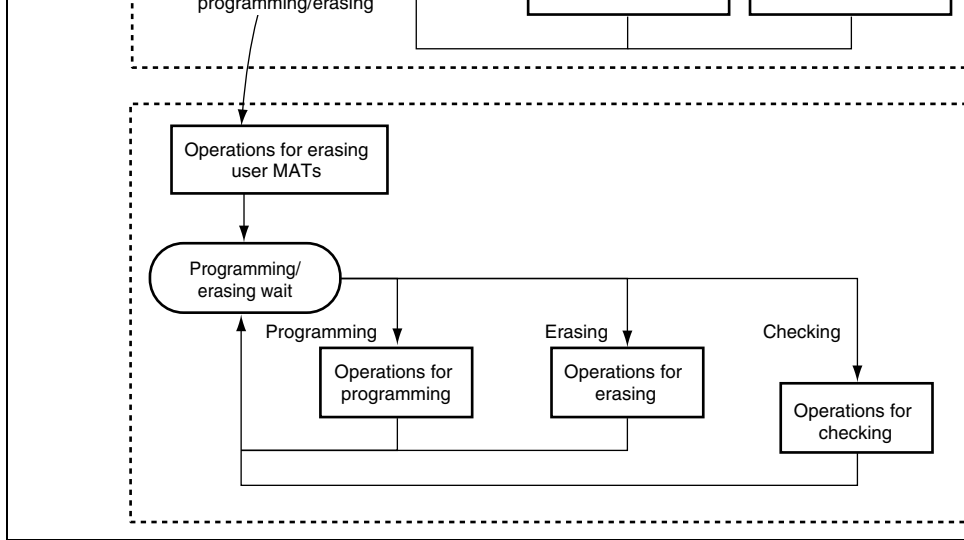 programming/erasing
Operations for erasing
user MATs
Programming/
erasing wait
Programming
Erasing
Checking
Operations for
programming
Operations for
erasing
Operations for
checking